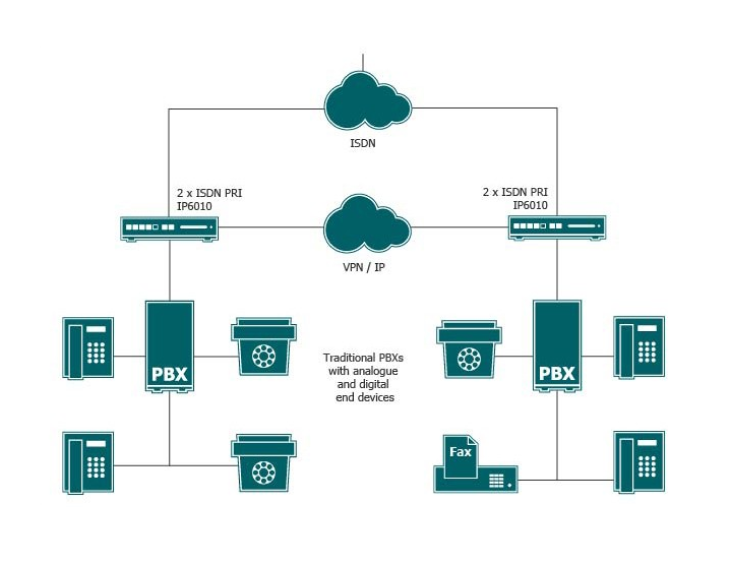 ISDN
2 x ISDN PRI
IP6010
2 x ISDN PRI
IP6010
VPN / IP
PBX
Traditional PBXs
with analogue
and digital
end devices
PBX
Fax